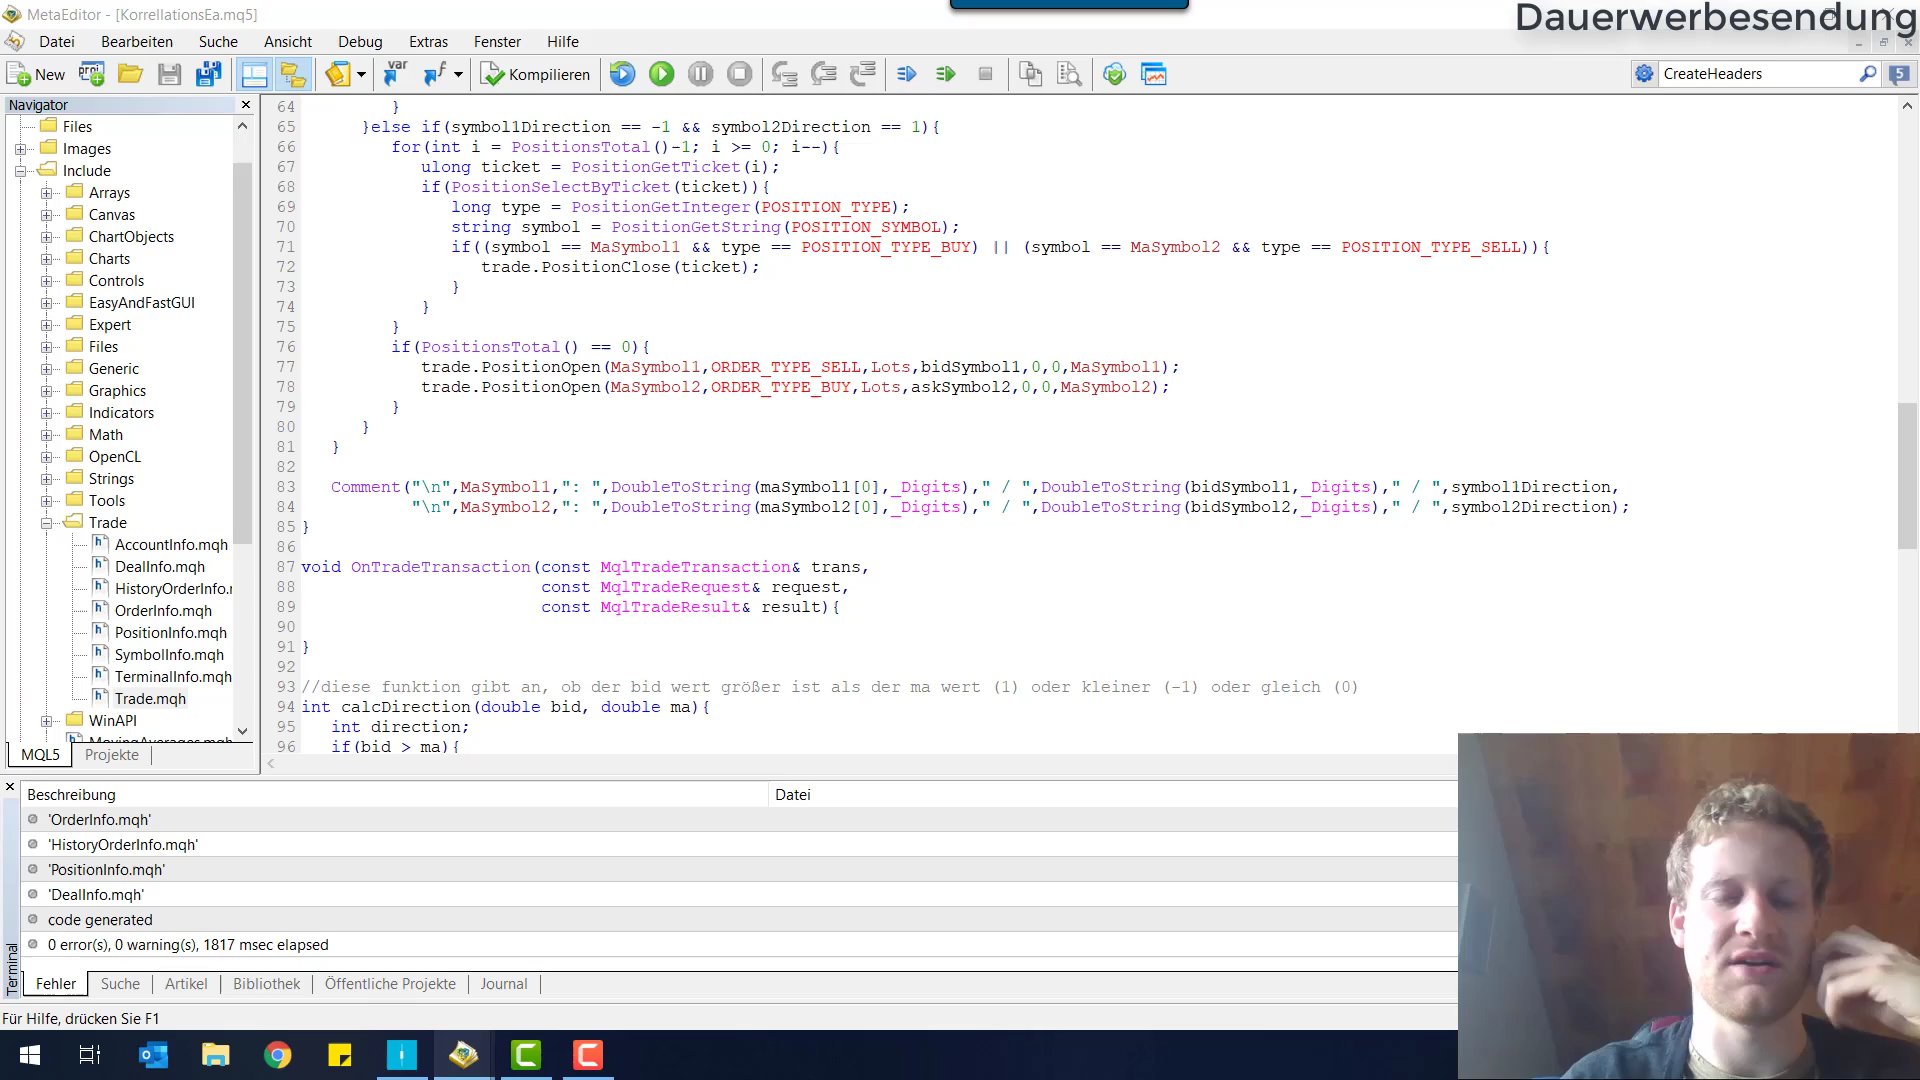 MetaEditor - [KorrellationsEa.mq5]
Dauerwerbesendung
Datei Bearbeiten Suche Ansicht Debug Extras Fenster Hilfe
New Kompilieren CreateHeaders 5
Navigator
Files
Images
Include
Arrays
Canvas
ChartObjects
Charts
Controls
EasyAndFastGUI
Expert
Files
Generic
Graphics
Indicators
Math
OpenCL
Strings
Tools
Trade
AccountInfo.mqh
DealInfo.mqh
HistoryOrderInfo.r
OrderInfo.mqh
PositionInfo.mqh
SymbolInfo.mqh
TerminalInfo.mqh
Trade.mqh
WinAPI
MovingAverages.mqh
MQL5 Projekte
64 }
65 }else if(symbol1Direction == -1 && symbol2Direction == 1){
66 for(int i = PositionsTotal()-1; i >= 0; i--){
67 ulong ticket = PositionGetTicket(i);
68 if(PositionSelectByTicket(ticket)){
69 long type = PositionGetInteger(POSITION_TYPE);
70 string symbol = PositionGetString(POSITION_SYMBOL);
71 if((symbol == MaSymbol1 && type == POSITION_TYPE_BUY) || (symbol == MaSymbol2 && type == POSITION_TYPE_SELL)){
72 trade.PositionClose(ticket);
73 }
74 }
75 }
76 if(PositionsTotal() == 0){
77 trade.PositionOpen(MaSymbol1,ORDER_TYPE_SELL,Lots,bidSymbol1,0,0,MaSymbol1);
78 trade.PositionOpen(MaSymbol2,ORDER_TYPE_BUY,Lots,askSymbol2,0,0,MaSymbol2);
79 }
80 }
81 }
82
83 Comment("\n",MaSymbol1,": ",DoubleToString(maSymbol1[0],_Digits)," / ",DoubleToString(bidSymbol1,_Digits)," / ",symbol1Direction,
84 "\n",MaSymbol2,": ",DoubleToString(maSymbol2[0],_Digits)," / ",DoubleToString(bidSymbol2,_Digits)," / ",symbol2Direction);
85 }
86
87 void OnTradeTransaction(const MqlTradeTransaction& trans,
88 const MqlTradeRequest& request,
89 const MqlTradeResult& result){
90
91 }
92
93 //diese funktion gibt an, ob der bid wert größer ist als der ma wert (1) oder kleiner (-1) oder gleich (0)
94 int calcDirection(double bid, double ma){
95 int direction;
96 if(bid > ma){
Beschreibung Datei
'OrderInfo.mqh'
'HistoryOrderInfo.mqh'
'PositionInfo.mqh'
'DealInfo.mqh'
code generated
0 error(s), 0 warning(s), 1817 msec elapsed
Terminal
Fehler Suche Artikel Bibliothek Öffentliche Projekte Journal
Für Hilfe, drücken Sie F1